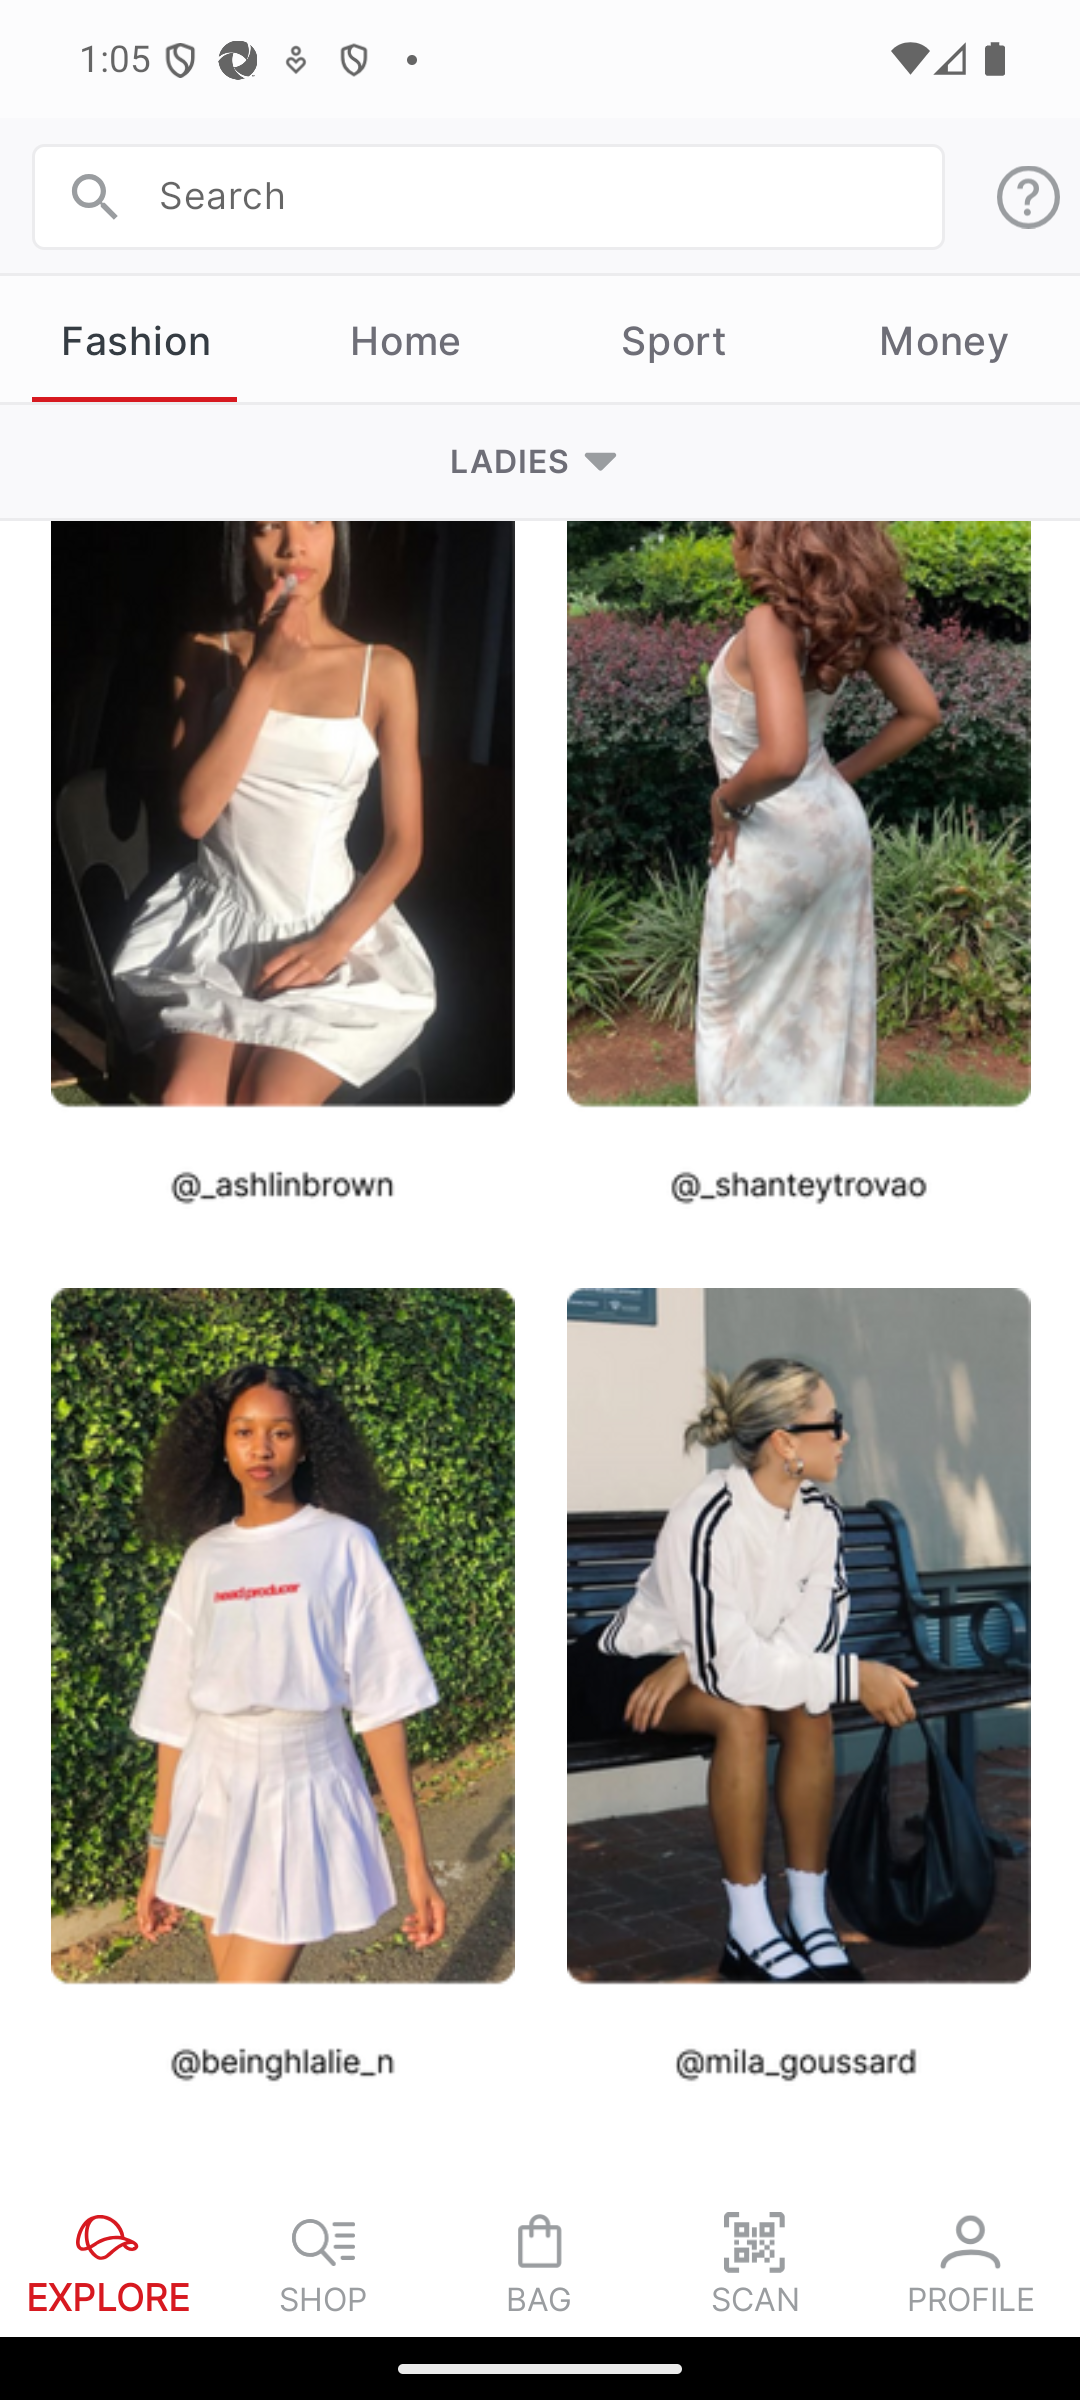 1:05
Search
Fashion Home Sport Money
LADIES
@_ashlinbrown @_shanteytrovao
@beinghlalie_n @mila_goussard
EXPLORE SHOP BAG SCAN PROFILE